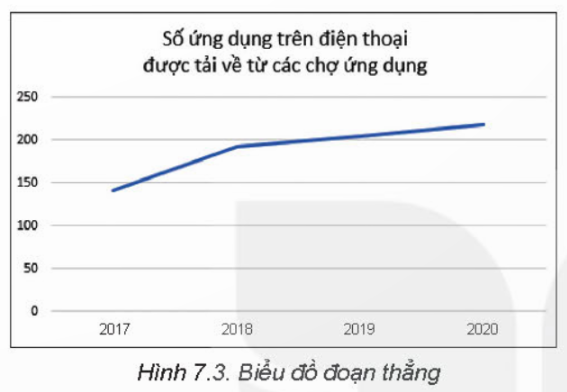 Số ứng dụng trên điện thoại
được tải về từ các chợ ứng dụng
250
200
150
100
50
0
2017 2018 2019 2020
Hình 7.3. Biểu đồ đoạn thẳng